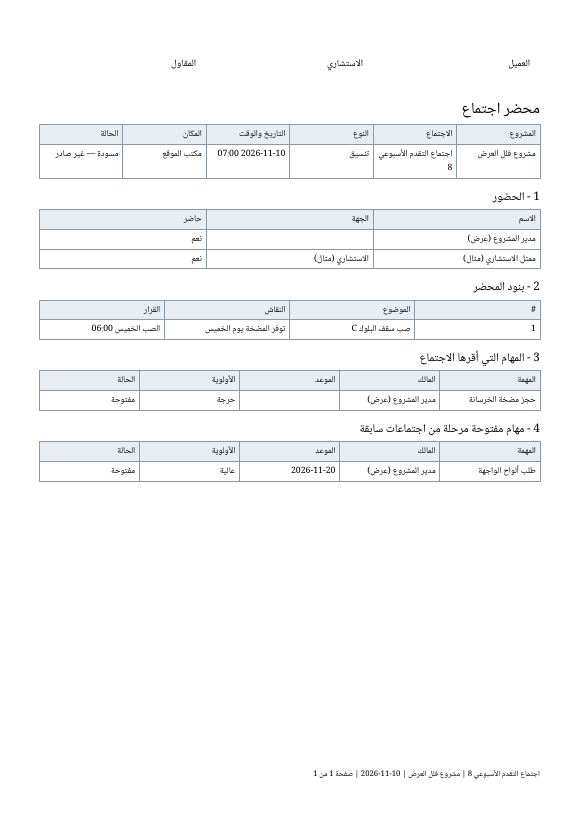 العميل الاستشاري المقاول
محضر اجتماع
المشروع الاجتماع النوع التاريخ والوقت المكان الحالة
مشروع فلل العرض اجتماع التقدم الأسبوعي 8 تنسيق 2026-11-10 07:00 مكتب الموقع مسودة — غير صادر
1 - الحضور
الاسم الجهة حاضر
مدير المشروع (عرض) نعم
ممثل الاستشاري (مثال) الاستشاري (مثال) نعم
2 - بنود المحضر
# الموضوع النقاش القرار
1 صب سقف البلوك C توفر المضخة يوم الخميس الصب الخميس 06:00
3 - المهام التي أقرها الاجتماع
المهمة المالك الموعد الأولوية الحالة
حجز مضخة الخرسانة مدير المشروع (عرض) حرجة مفتوحة
4 - مهام مفتوحة مرحلة من اجتماعات سابقة
المهمة المالك الموعد الأولوية الحالة
طلب ألواح الواجهة مدير المشروع (عرض) 2026-11-20 عالية مفتوحة
اجتماع التقدم الأسبوعي 8 | مشروع فلل العرض | 2026-11-10 | صفحة 1 من 1